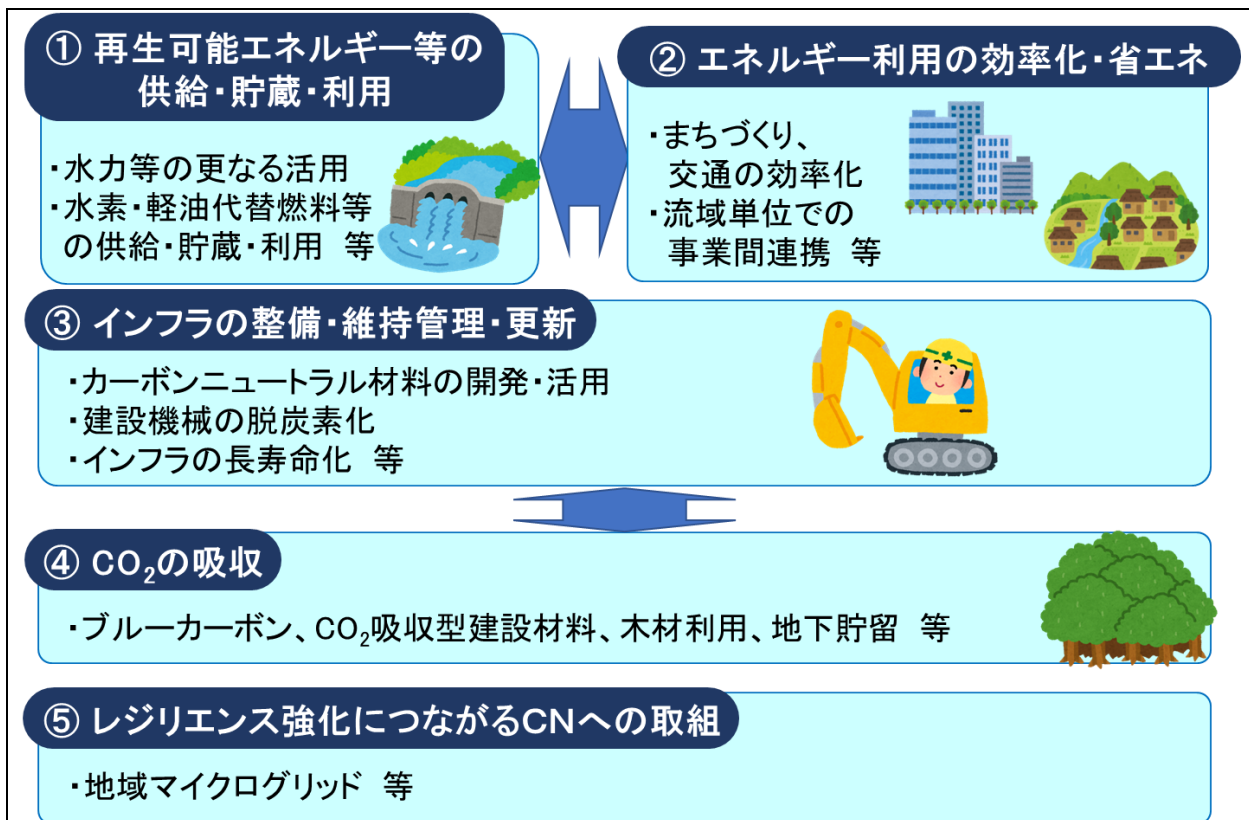 ① 再生可能エネルギー等の
供給・貯蔵・利用
・水力等の更なる活用
・水素・軽油代替燃料等
の供給・貯蔵・利用 等
② エネルギー利用の効率化・省エネ
・まちづくり、
交通の効率化
・流域単位での
事業間連携 等
③ インフラの整備・維持管理・更新
・カーボンニュートラル材料の開発・活用
・建設機械の脱炭素化
・インフラの長寿命化 等
④ CO₂の吸収
・ブルーカーボン、CO₂吸収型建設材料、木材利用、地下貯留 等
⑤ レジリエンス強化につながるCNへの取組
・地域マイクログリッド 等